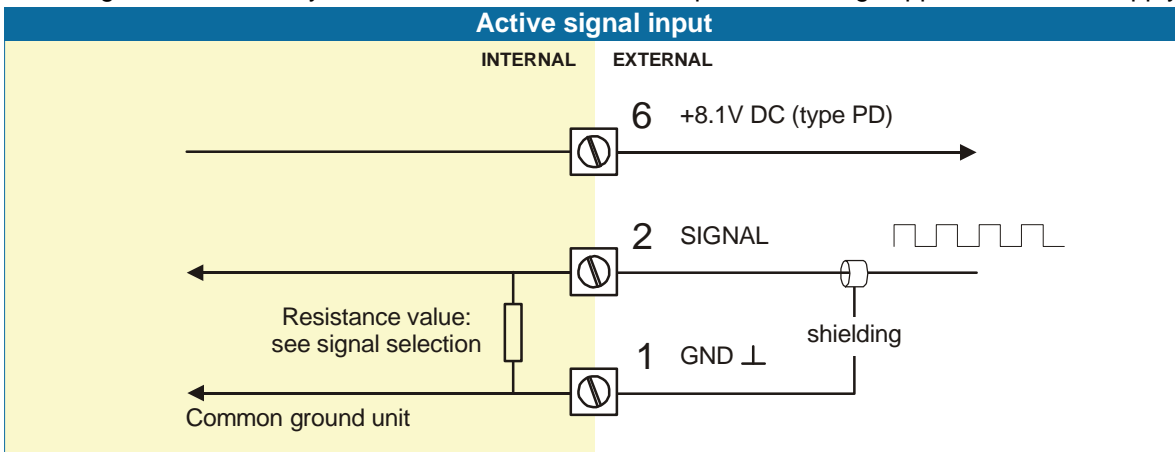 Active signal input
INTERNAL EXTERNAL
6 +8.1V DC (type PD)
2 SIGNAL
Resistance value:
see signal selection
shielding
1 GND ⊥
Common ground unit